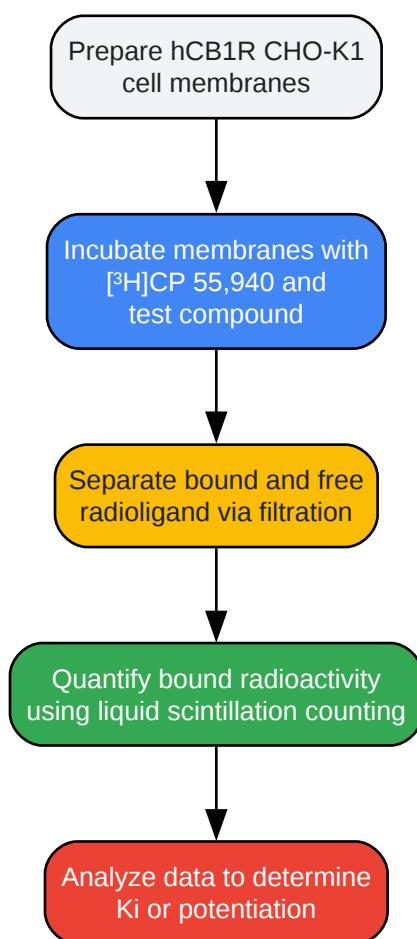 Prepare hCB1R CHO-K1
cell membranes
Incubate membranes with
[³H]CP 55,940 and
test compound
Separate bound and free
radioligand via filtration
Quantify bound radioactivity
using liquid scintillation counting
Analyze data to determine
Ki or potentiation